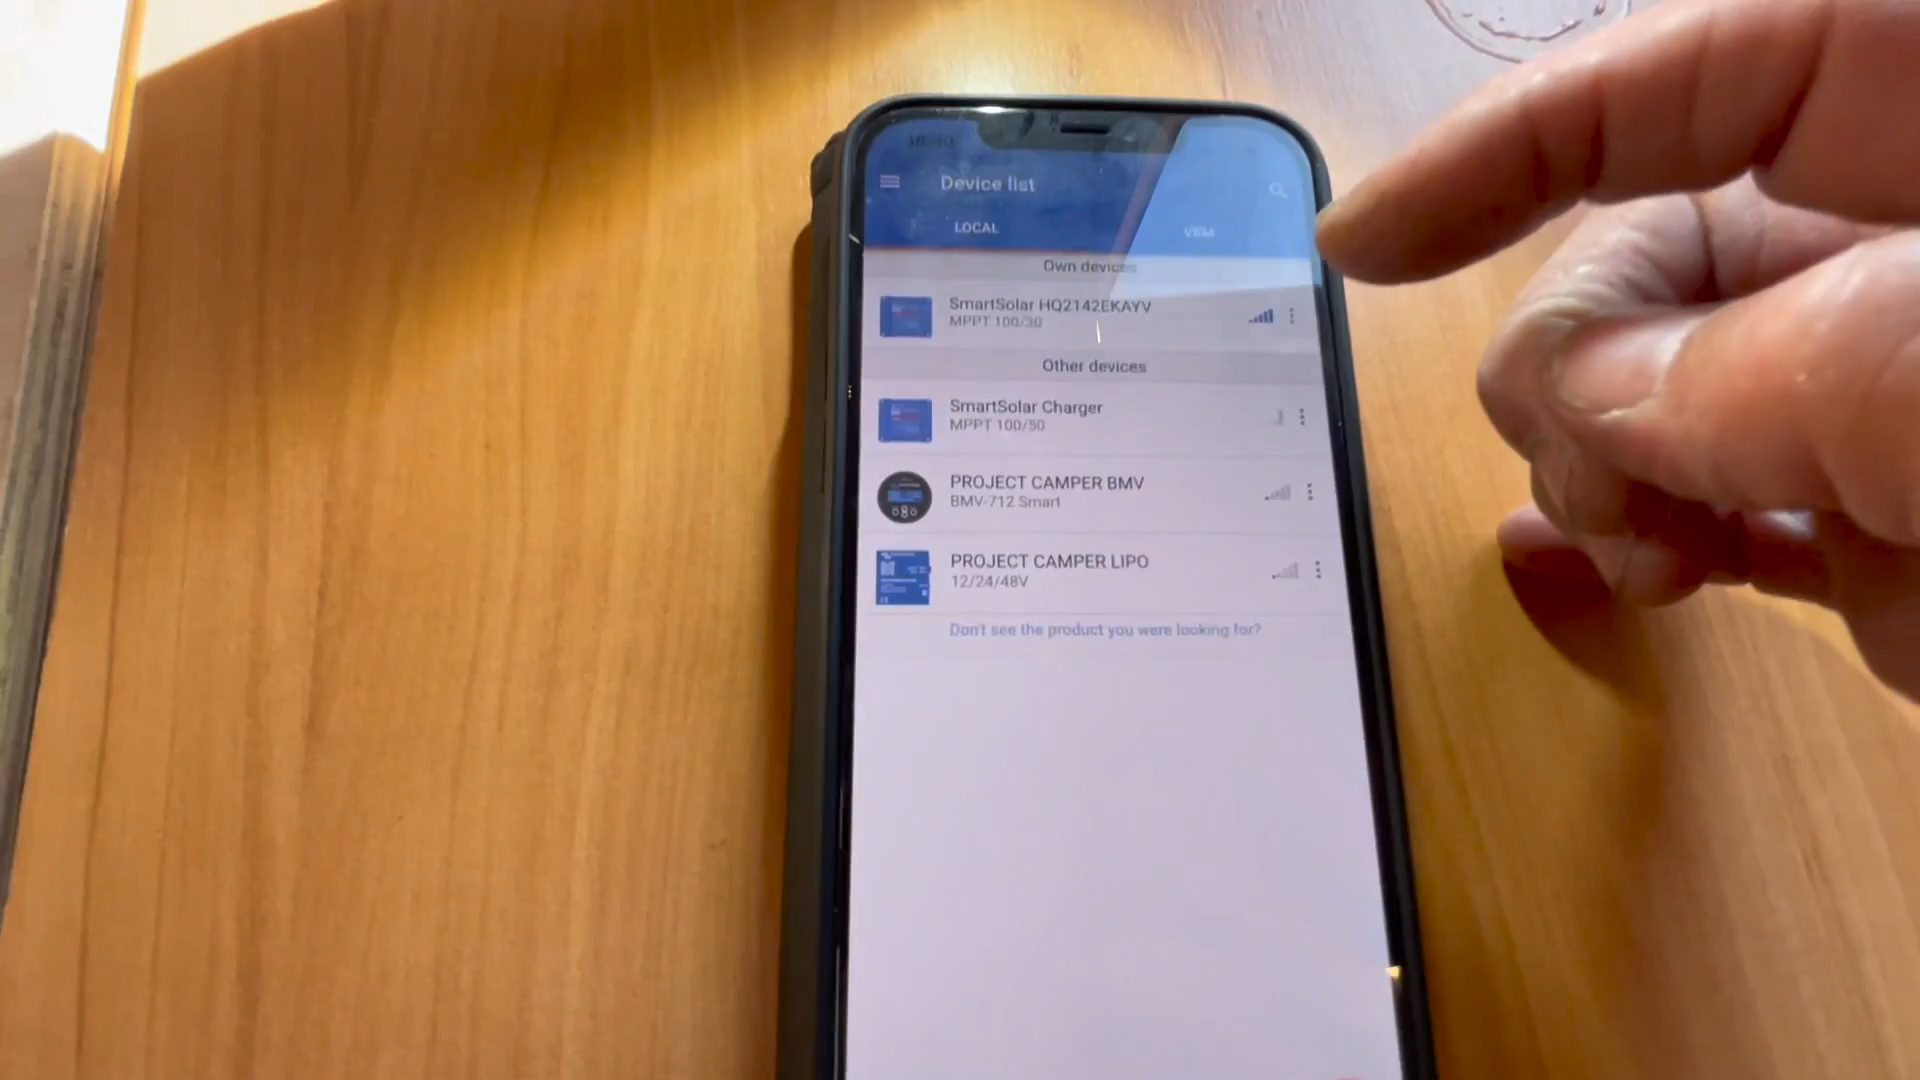 Device list
LOCAL
VRM
Own devices
SmartSolar HQ2142EKAYV
MPPT 100/30
Other devices
SmartSolar Charger
MPPT 100/50
PROJECT CAMPER BMV
BMV-712 Smart
PROJECT CAMPER LIPO
12/24/48V
Don't see the product you were looking for?